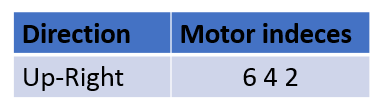 Direction Motor indeces
Up-Right 6 4 2